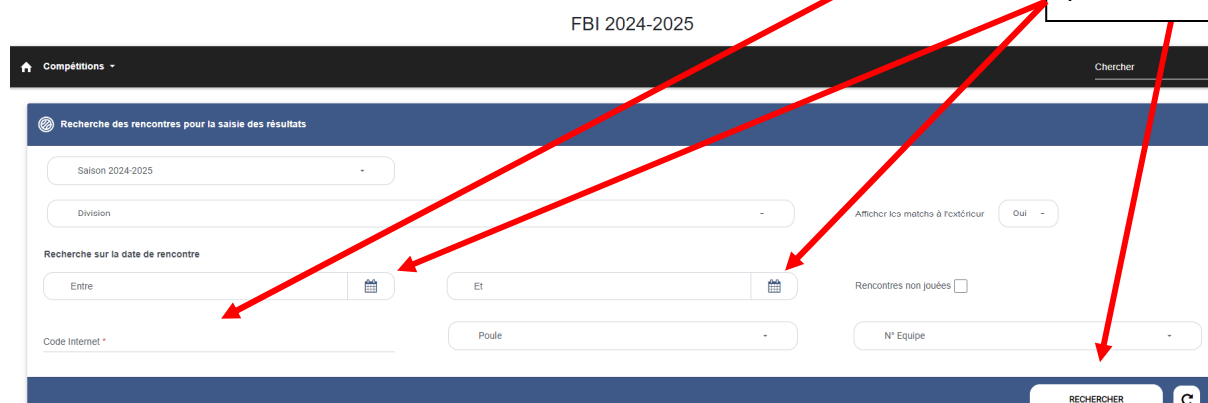 FBI 2024-2025
Compétitions
Chercher
Recherche des rencontres pour la saisie des résultats
Saison 2024-2025
Division
Afficher les matchs à l'extérieur Oui
Recherche sur la date de rencontre
Entre
Et
Rencontres non jouées
Code Internet *
Poule
N° Equipe
RECHERCHER